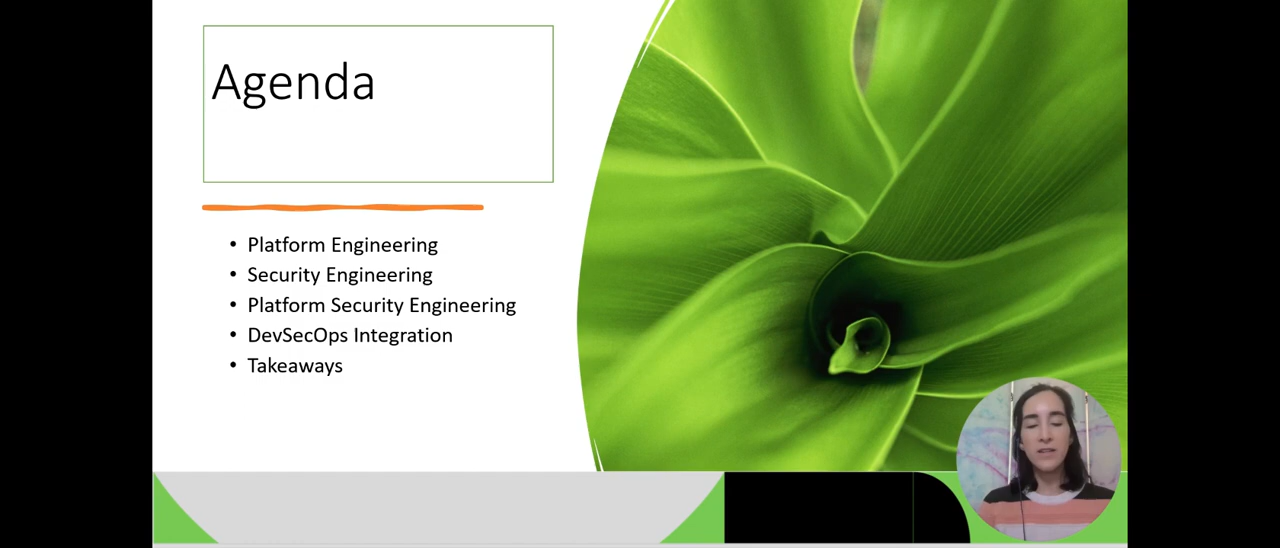 Agenda
• Platform Engineering
• Security Engineering
• Platform Security Engineering
• DevSecOps Integration
• Takeaways